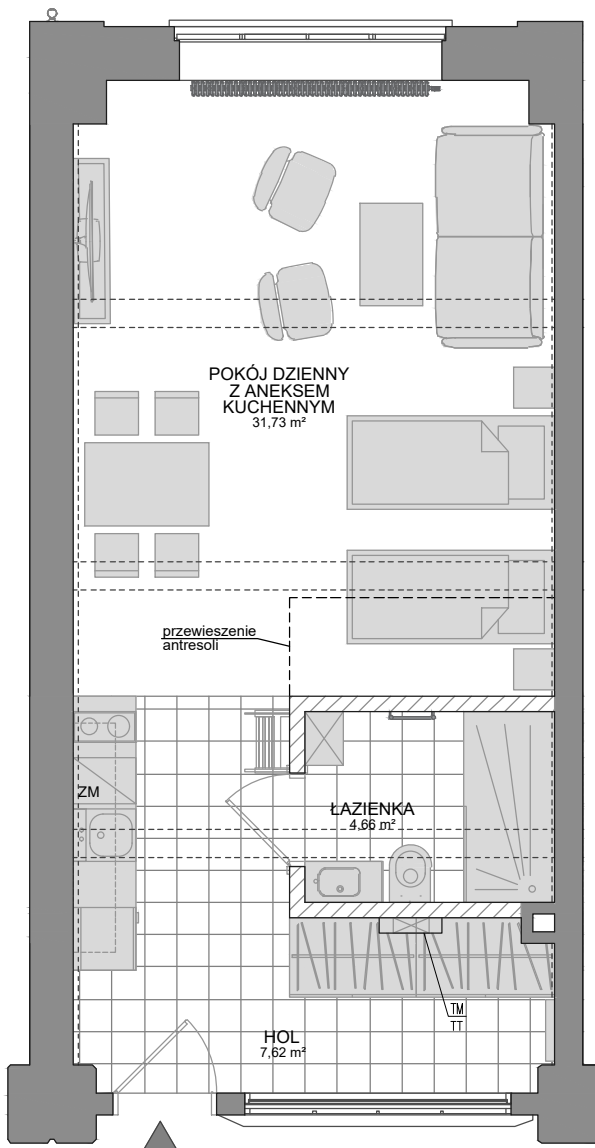 POKÓJ DZIENNY
Z ANEKSEM
KUCHENNYM
31,73 m²
przewieszenie
antresoli
ZM
ŁAZIENKA
4,66 m²
TM
TT
HOL
7,62 m²